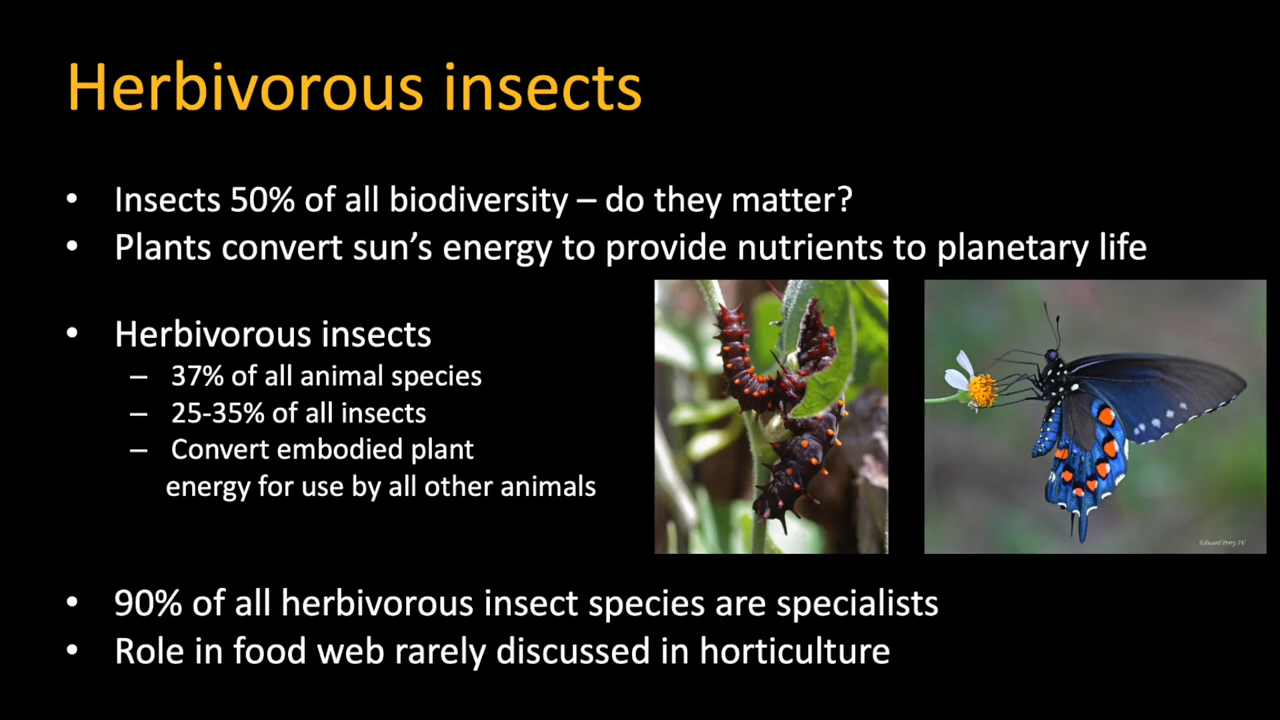 Herbivorous insects
• Insects 50% of all biodiversity – do they matter?
• Plants convert sun’s energy to provide nutrients to planetary life
• Herbivorous insects
– 37% of all animal species
– 25-35% of all insects
– Convert embodied plant
energy for use by all other animals
Edward Perry IV
• 90% of all herbivorous insect species are specialists
• Role in food web rarely discussed in horticulture